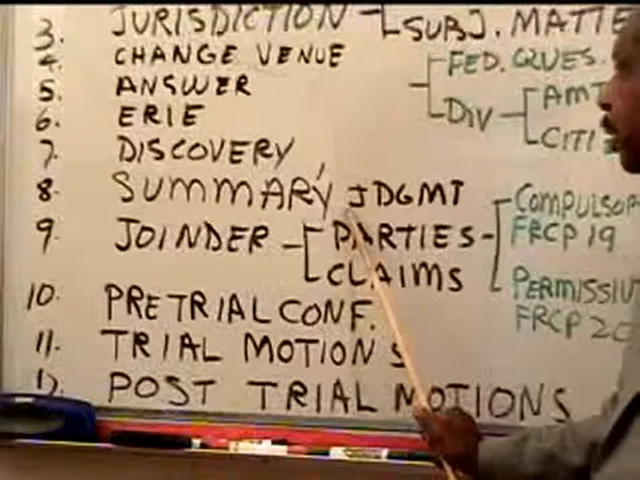 3. JURISDICTION SUBJ. MATTE
4. CHANGE VENUE FED. QUES.
5. ANSWER AMT
6. ERIE DIV CITI
7. DISCOVERY
8. SUMMARY JDGMT COMPULSO
9. JOINDER PARTIES FRCP 19
CLAIMS PERMISSIV
10. PRETRIAL CONF. FRCP 20
11. TRIAL MOTIONS
12. POST TRIAL MOTIONS